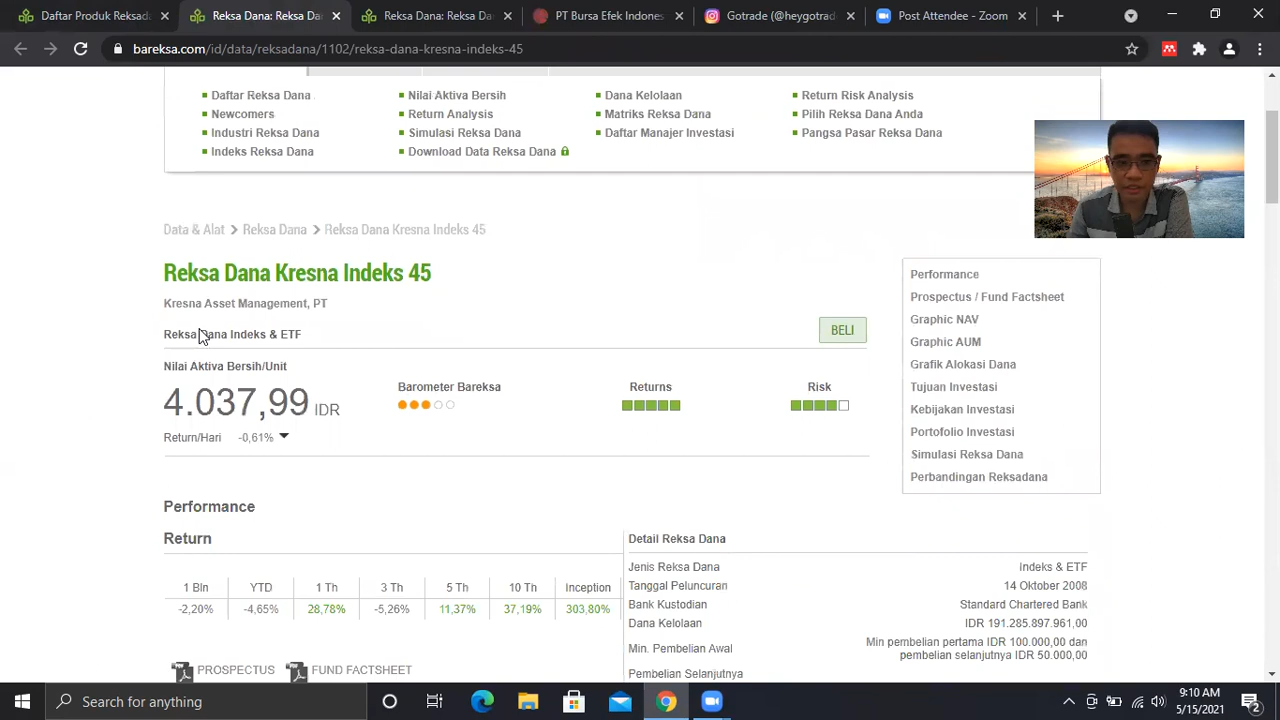 Daftar Produk Reksada
Reksa Dana: Reksa Da
Reksa Dana: Reksa Da
PT Bursa Efek Indones
Gotrade (@heygotrad
Post Attendee - Zoom
bareksa.com/id/data/reksadana/1102/reksa-dana-kresna-indeks-45
Daftar Reksa Dana
Nilai Aktiva Bersih
Dana Kelolaan
Return Risk Analysis
Newcomers
Return Analysis
Matriks Reksa Dana
Pilih Reksa Dana Anda
Industri Reksa Dana
Simulasi Reksa Dana
Daftar Manajer Investasi
Pangsa Pasar Reksa Dana
Indeks Reksa Dana
Download Data Reksa Dana
Data & Alat > Reksa Dana > Reksa Dana Kresna Indeks 45
Reksa Dana Kresna Indeks 45
Kresna Asset Management, PT
Reksa Dana Indeks & ETF
BELI
Nilai Aktiva Bersih/Unit
4.037,99 IDR
Barometer Bareksa
Returns
Risk
Return/Hari -0,61%
Performance
Prospectus / Fund Factsheet
Graphic NAV
Graphic AUM
Grafik Alokasi Dana
Tujuan Investasi
Kebijakan Investasi
Portofolio Investasi
Simulasi Reksa Dana
Perbandingan Reksadana
Performance
Return
1 Bln YTD 1 Th 3 Th 5 Th 10 Th Inception
-2,20% -4,65% 28,78% -5,26% 11,37% 37,19% 303,80%
PROSPECTUS
FUND FACTSHEET
Detail Reksa Dana
Jenis Reksa Dana Indeks & ETF
Tanggal Peluncuran 14 Oktober 2008
Bank Kustodian Standard Chartered Bank
Dana Kelolaan IDR 191.285.897.961,00
Min. Pembelian Awal Min pembelian pertama IDR 100.000,00 dan
pembelian selanjutnya IDR 50.000,00
Pembelian Selanjutnya
Search for anything
9:10 AM
5/15/2021
2